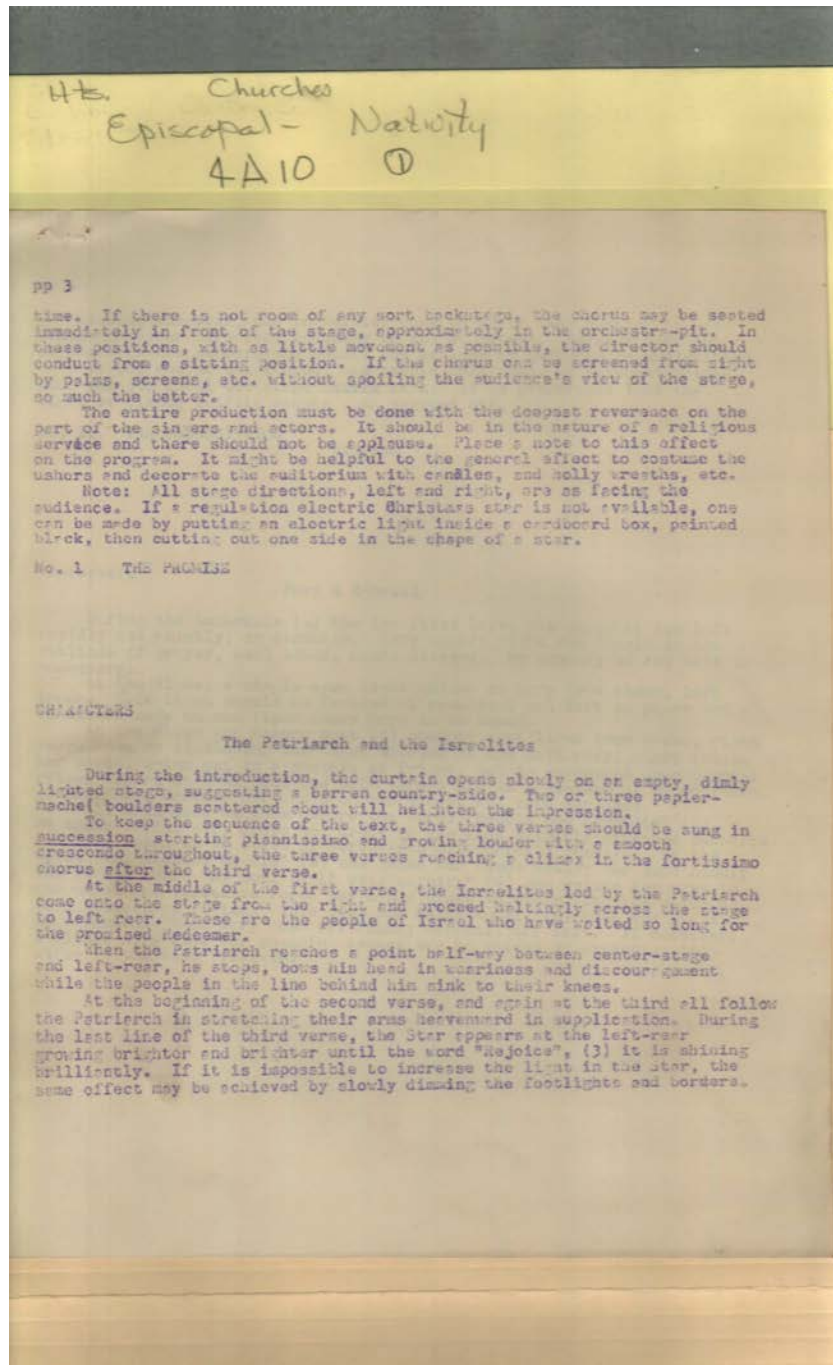 Hts. Churches
Episcopal - Nativity
4A10 ①
pp 3
time. If there is not room of any sort backstage, the chorus may be seated
immediately in front of the stage, approximately in the orchestra-pit. In
these positions, with as little movement as possible, the director should
conduct from a sitting position. If the chorus can be screened from sight
by palms, screens, etc. without spoiling the audience's view of the stage,
so much the better.
The entire production must be done with the deepest reverence on the
part of the singers and actors. It should be in the nature of a religious
service and there should not be applause. Place a note to this effect
on the program. It might be helpful to the general effect to costume the
ushers and decorate the auditorium with candles, and holly wreaths, etc.
Note: All stage directions, left and right, are as facing the
audience. If a regulation electric Christmas star is not available, one
can be made by putting an electric light inside a cardboard box, painted
black, then cutting out one side in the shape of a star.
No. 1 THE PROMISE
CHARACTERS
The Patriarch and the Israelites
During the introduction, the curtain opens slowly on an empty, dimly
lighted stage, suggesting a barren country-side. Two or three papier-
mache( boulders scattered about will heighten the impression.
To keep the sequence of the text, the three verses should be sung in
succession starting pianissimo and growing louder with a smooth
crescendo throughout, the three verses reaching a climax in the fortissimo
chorus after the third verse.
At the middle of the first verse, the Israelites led by the Patriarch
come onto the stage from the right and proceed haltingly across the stage
to left rear. These are the people of Israel who have waited so long for
the promised Redeemer.
When the Patriarch reaches a point half-way between center-stage
and left-rear, he stops, bows his head in weariness and discouragement
while the people in the line behind him sink to their knees.
At the beginning of the second verse, and again at the third all follow
the Patriarch in stretching their arms heavenward in supplication. During
the last line of the third verse, the Star appears at the left-rear
growing brighter and brighter until the word "Rejoice", (3) it is shining
brilliantly. If it is impossible to increase the light in the Star, the
same effect may be achieved by slowly dimming the footlights and borders.